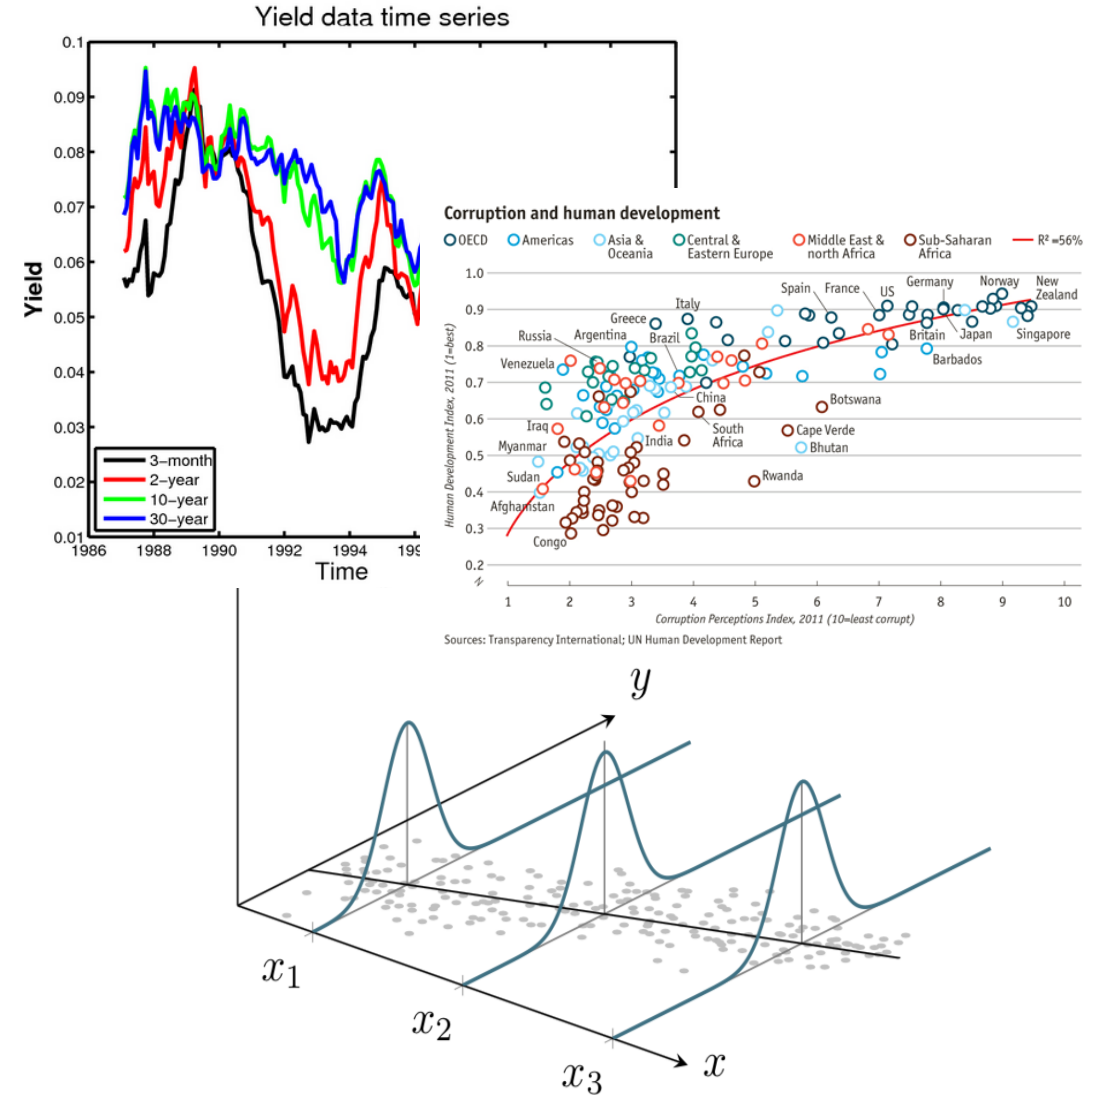 Yield data time series
0.1
0.09
0.08
0.07
0.06
0.05
0.04
0.03
0.02
0.01
Yield
3-month
2-year
10-year
30-year
1986 1988 1990 1992 1994
Time
Corruption and human development
OECD
Americas
Asia &
Oceania
Central &
Eastern Europe
Middle East &
north Africa
Sub-Saharan
Africa
R² =56%
Human Development Index, 2011 (1=best)
1.0
0.9
0.8
0.7
0.6
0.5
0.4
0.3
0.2
Norway
New
Zealand
Germany
US
France
Spain
Italy
Greece
Singapore
Japan
Britain
Barbados
Russia
Argentina
Brazil
Venezuela
China
Botswana
Iraq
South
Africa
Cape Verde
India
Bhutan
Myanmar
Sudan
Rwanda
Afghanistan
Congo
1 2 3 4 5 6 7 8 9 10
Corruption Perceptions Index, 2011 (10=least corrupt)
Sources: Transparency International; UN Human Development Report
y
x1
x2
x3
x